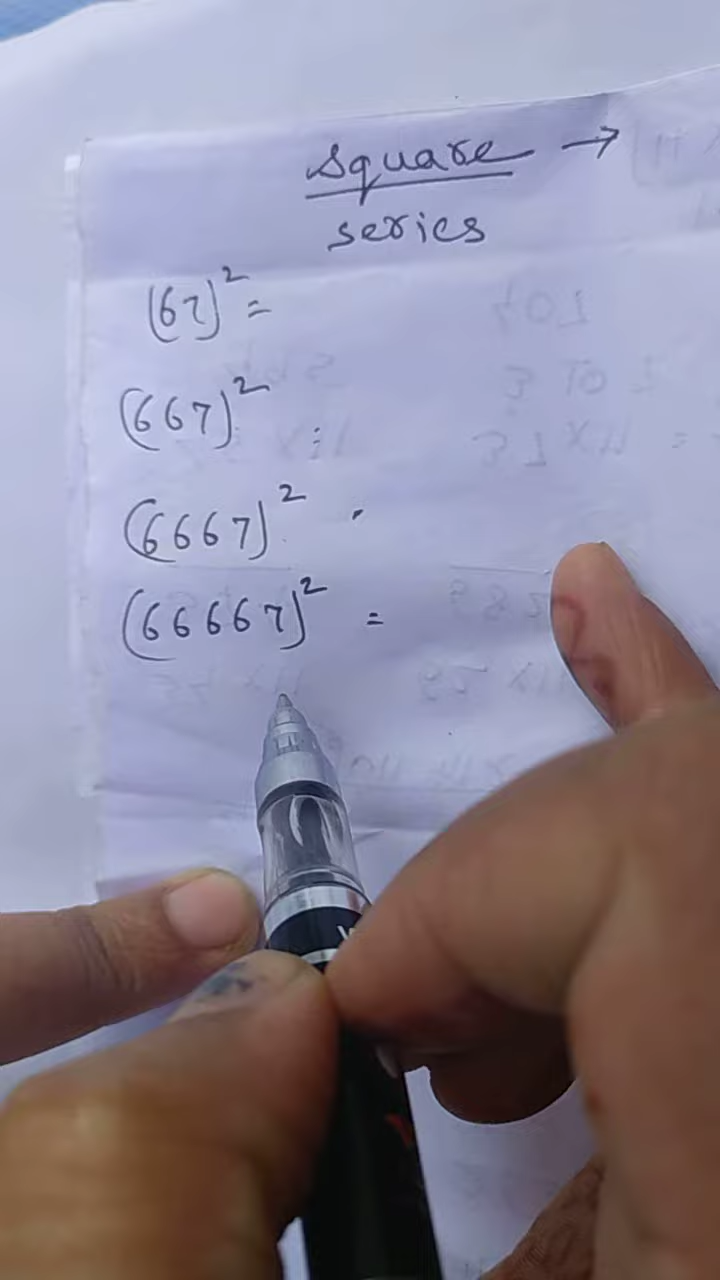 Square →
series
(67)² =
(667)² =
(6667)²
(66667)² =